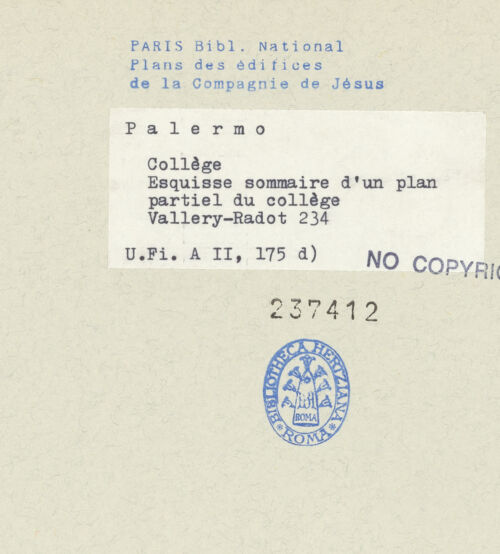 PARIS Bibl. National
Plans des édifices
de la Compagnie de Jésus
Palermo
Collège
Esquisse sommaire d'un plan
partiel du collège
Vallery-Radot 234
U.Fi. A II, 175 d)
NO COPYRIG
237412
BIBLIOTHECA HERTZIANA
ROMA
ROMA